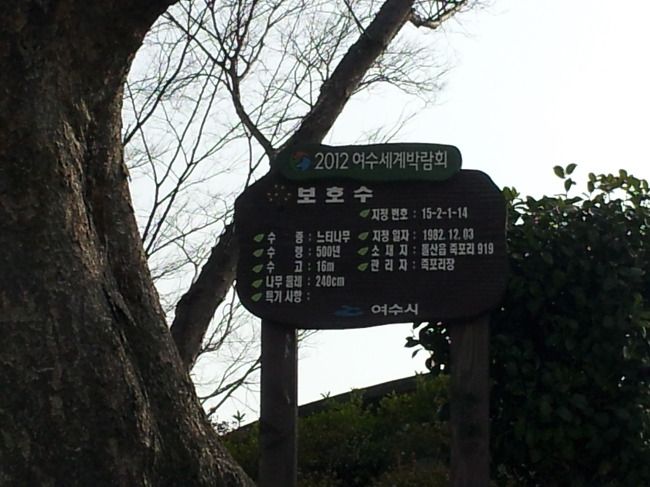 2012 여수세계박람회
보호수
지정 번호 : 15-2-1-14
수 종 : 느티나무
지정 일자 : 1982. 12. 03
수 령 : 500년
소 재 지 : 돌산읍 죽포리 919
수 고 : 16m
관 리 자 : 죽포리장
나무 둘레 : 240cm
특기 사항 :
여수시